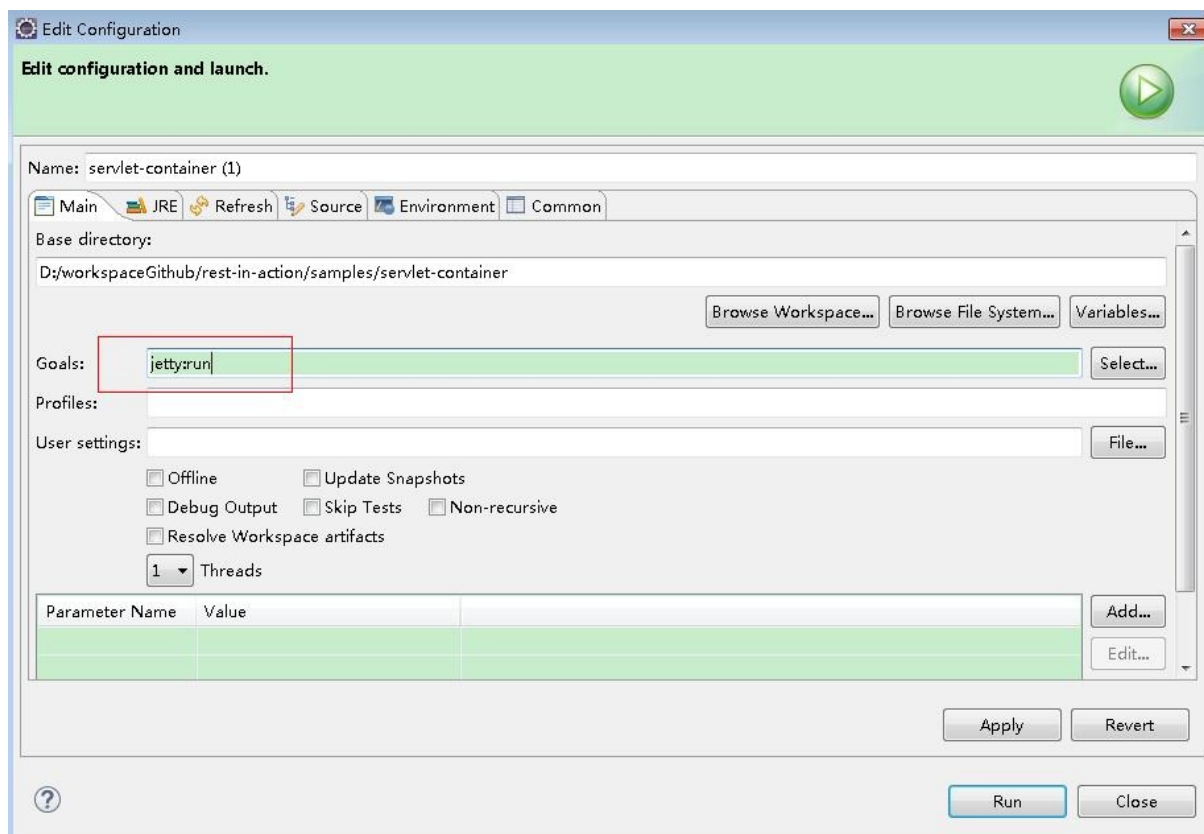 Edit Configuration
Edit configuration and launch.
Name: servlet-container (1)
Main JRE Refresh Source Environment Common
Base directory:
D:/workspaceGithub/rest-in-action/samples/servlet-container
Browse Workspace... Browse File System... Variables...
Goals: jetty:run Select...
Profiles:
User settings: File...
Offline Update Snapshots
Debug Output Skip Tests Non-recursive
Resolve Workspace artifacts
1 Threads
Parameter Name Value Add...
Edit...
Apply Revert
? Run Close